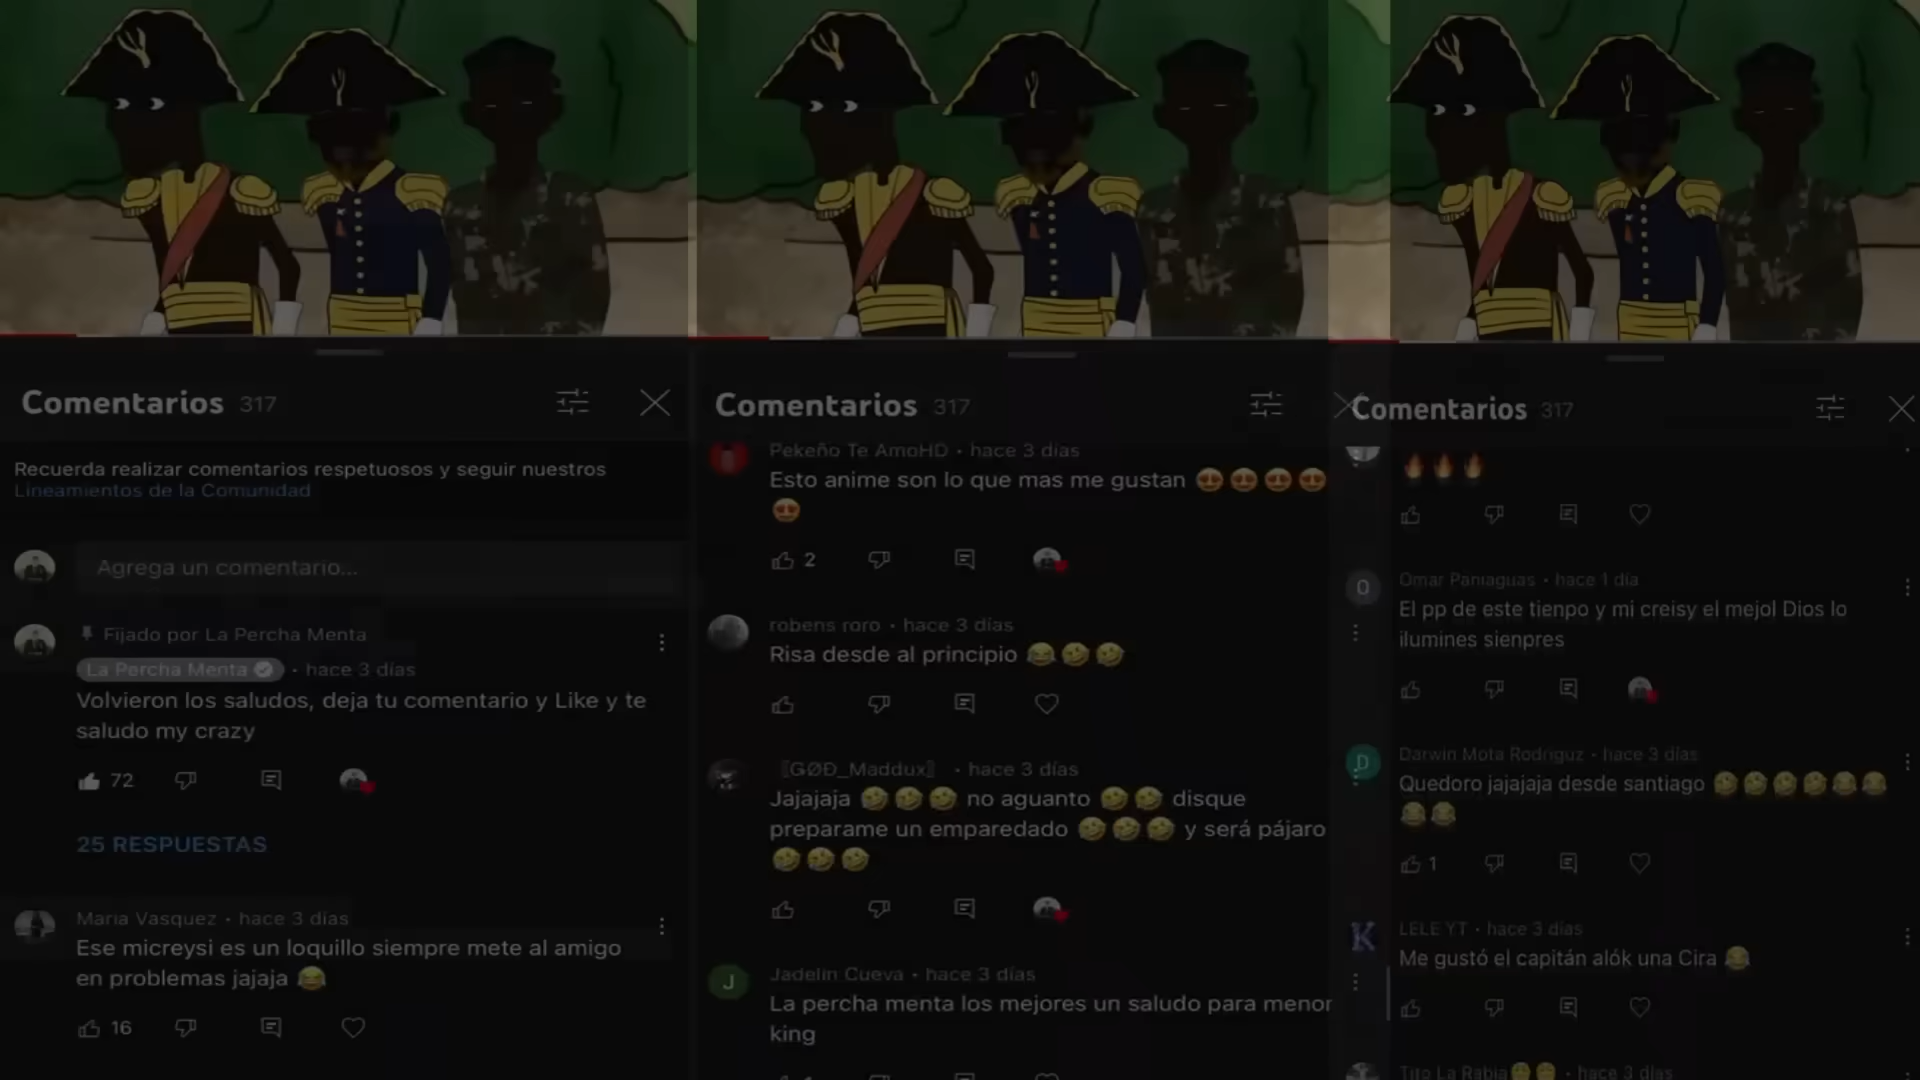 Comentarios 317
Recuerda realizar comentarios respetuosos y seguir nuestros
Lineamientos de la Comunidad
Agrega un comentario...
Fijado por La Percha Menta
La Percha Menta • hace 3 días
Volvieron los saludos, deja tu comentario y Like y te
saludo my crazy
72
25 RESPUESTAS
Maria Vasquez • hace 3 días
Ese micreysi es un loquillo siempre mete al amigo
en problemas jajaja 😂
16
Comentarios 317
Pekeño Te AmoHD • hace 3 días
Esto anime son lo que mas me gustan 😍😍😍😍
😍
2
robens roro • hace 3 días
Risa desde al principio 😂🤣🤣
〖GØĐ_Maddux〗 • hace 3 días
Jajajaja 🤣🤣🤣 no aguanto 🤣🤣 disque
preparame un emparedado 🤣🤣🤣 y será pájaro
🤣🤣🤣
J
Jadelin Cueva • hace 3 días
La percha menta los mejores un saludo para menor
king
Comentarios 317
🔥🔥🔥
O
Omar Paniaguas • hace 1 día
El pp de este tienpo y mi creisy el mejol Dios lo
ilumines sienpres
D
Darwin Mota Rodriguz • hace 3 días
Quedoro jajajaja desde santiago 🤣🤣🤣🤣😂😂
😂😂
1
K
LELE YT • hace 3 días
Me gustó el capitán alók una Cira 😂
Tito La Rabia • hace 3 días